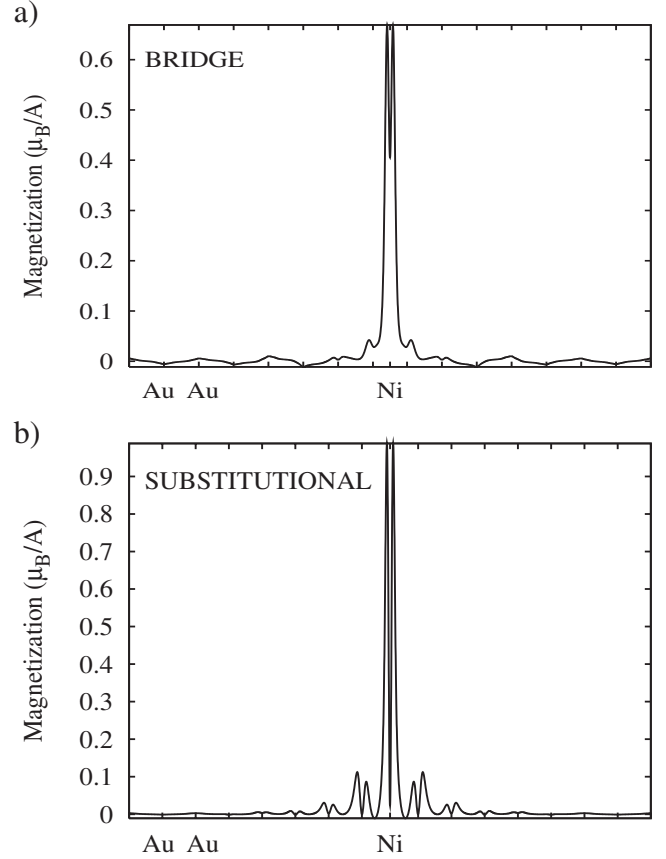 a)
BRIDGE
Magnetization (μB/A)
0.6
0.5
0.4
0.3
0.2
0.1
0
Au Au Ni
b)
SUBSTITUTIONAL
Magnetization (μB/A)
0.9
0.8
0.7
0.6
0.5
0.4
0.3
0.2
0.1
0
Au Au Ni